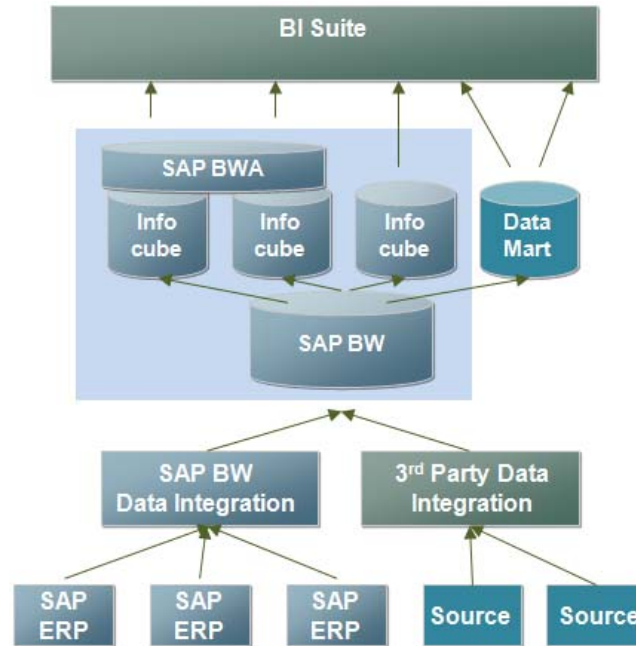 BI Suite
SAP BWA
Info
cube
Info
cube
Info
cube
Data
Mart
SAP BW
SAP BW
Data Integration
3rd Party Data
Integration
SAP
ERP
SAP
ERP
SAP
ERP
Source
Source